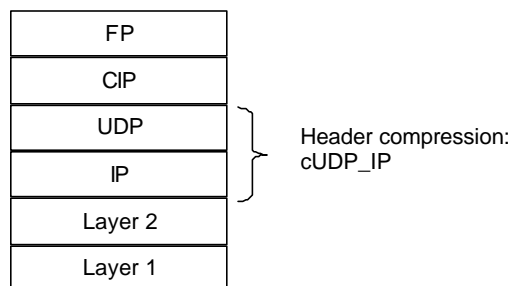 FP
CIP
UDP
IP
Layer 2
Layer 1
Header compression:
cUDP_IP